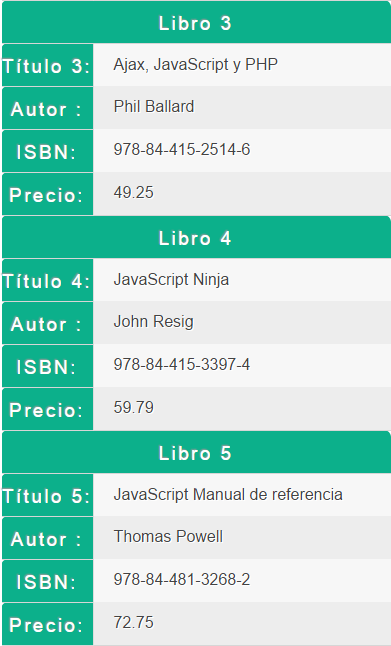 Libro 3
Título 3: Ajax, JavaScript y PHP
Autor : Phil Ballard
ISBN: 978-84-415-2514-6
Precio: 49.25
Libro 4
Título 4: JavaScript Ninja
Autor : John Resig
ISBN: 978-84-415-3397-4
Precio: 59.79
Libro 5
Título 5: JavaScript Manual de referencia
Autor : Thomas Powell
ISBN: 978-84-481-3268-2
Precio: 72.75